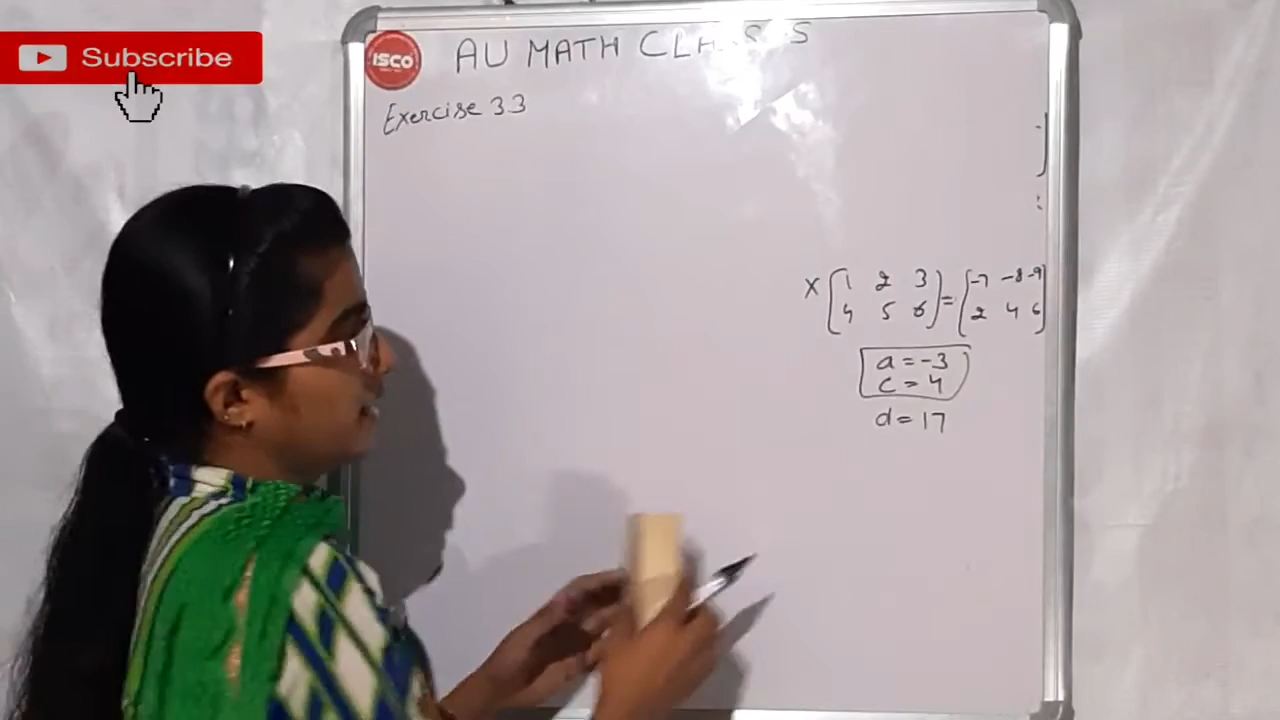 Subscribe
ISCO
AU MATH CLASSES
Exercise 3.3
X [1 2 3 = [-7 -8 -9
4 5 6] 2 4 6]
a = -3
c = 4
d = 17